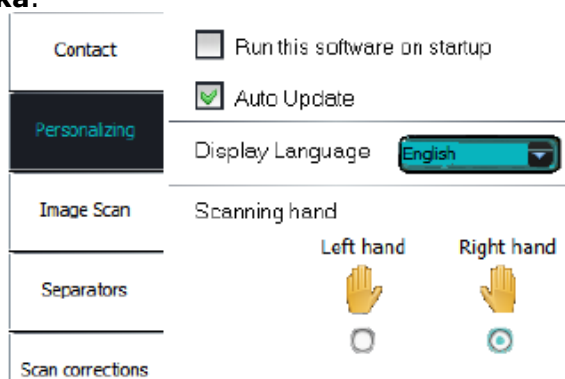 ka.
Contact
Run this software on startup
Auto Update
Personalizing
Display Language
English
Image Scan
Scanning hand
Left hand
Right hand
Separators
Scan corrections